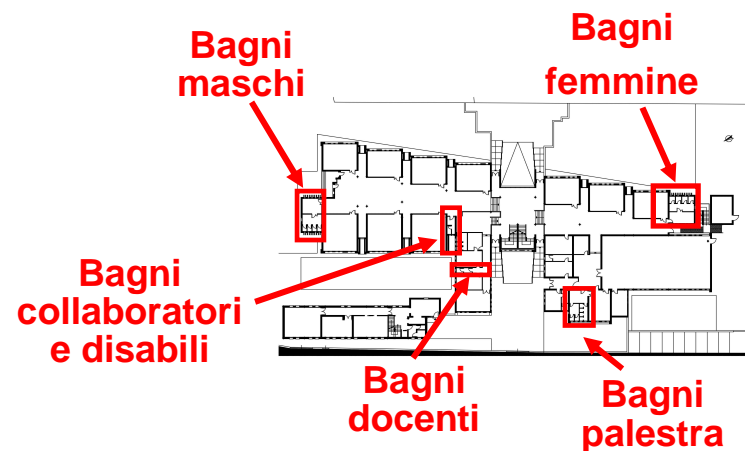 Bagni
maschi
Bagni
femmine
Bagni
collaboratori
e disabili
Bagni
docenti
Bagni
palestra